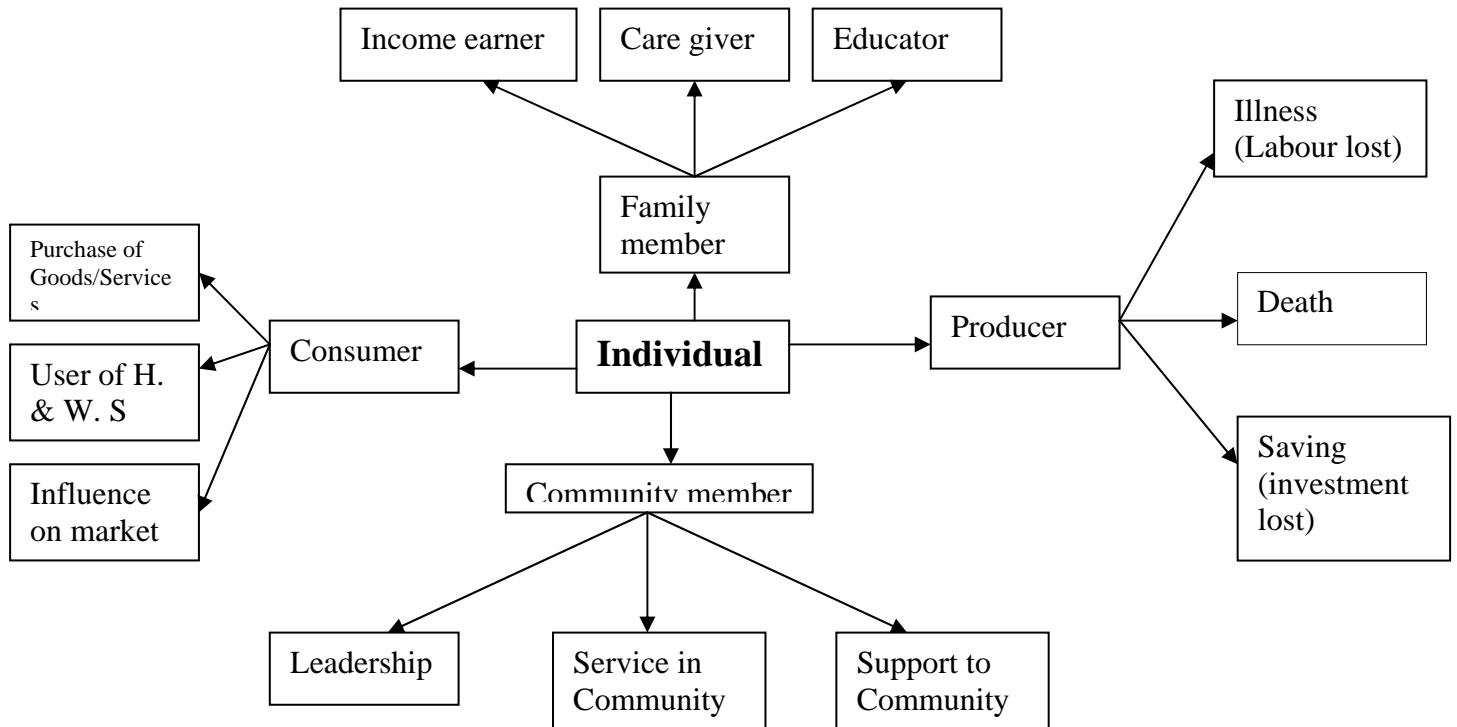 Income earner
Care giver
Educator
Illness
(Labour lost)
Family
member
Purchase of
Goods/Service
s
Consumer
Individual
Producer
Death
User of H.
& W. S
Influence
on market
Saving
(investment
lost)
Community member
Leadership
Service in
Community
Support to
Community